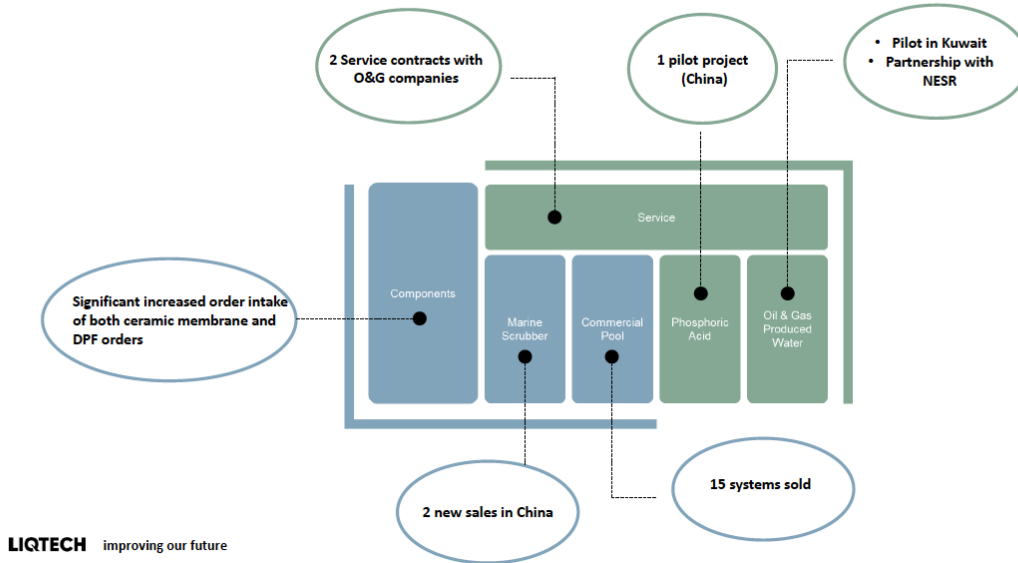 2 Service contracts with
O&G companies
1 pilot project
(China)
• Pilot in Kuwait
• Partnership with
NESR
Service
Components
Marine
Scrubber
Commercial
Pool
Phosphoric
Acid
Oil & Gas
Produced
Water
Significant increased order intake
of both ceramic membrane and
DPF orders
2 new sales in China
15 systems sold
LIQTECH improving our future